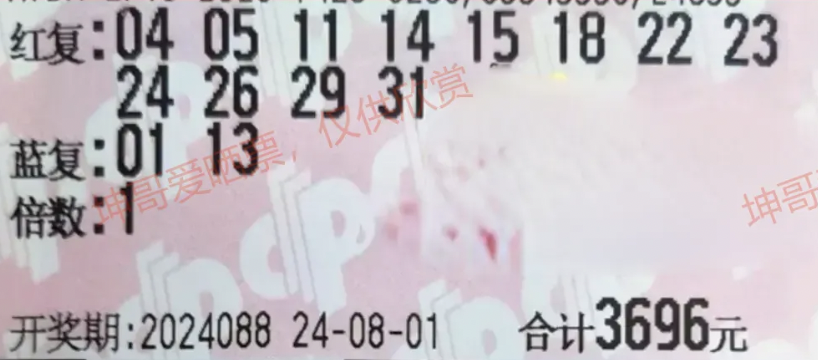 红复:04 05 11 14 15 18 22 23
24 26 29 31
蓝复:01 13
倍数:1
坤哥爱晒票，仅供欣赏
坤哥
开奖期:2024088 24-08-01 合计3696元